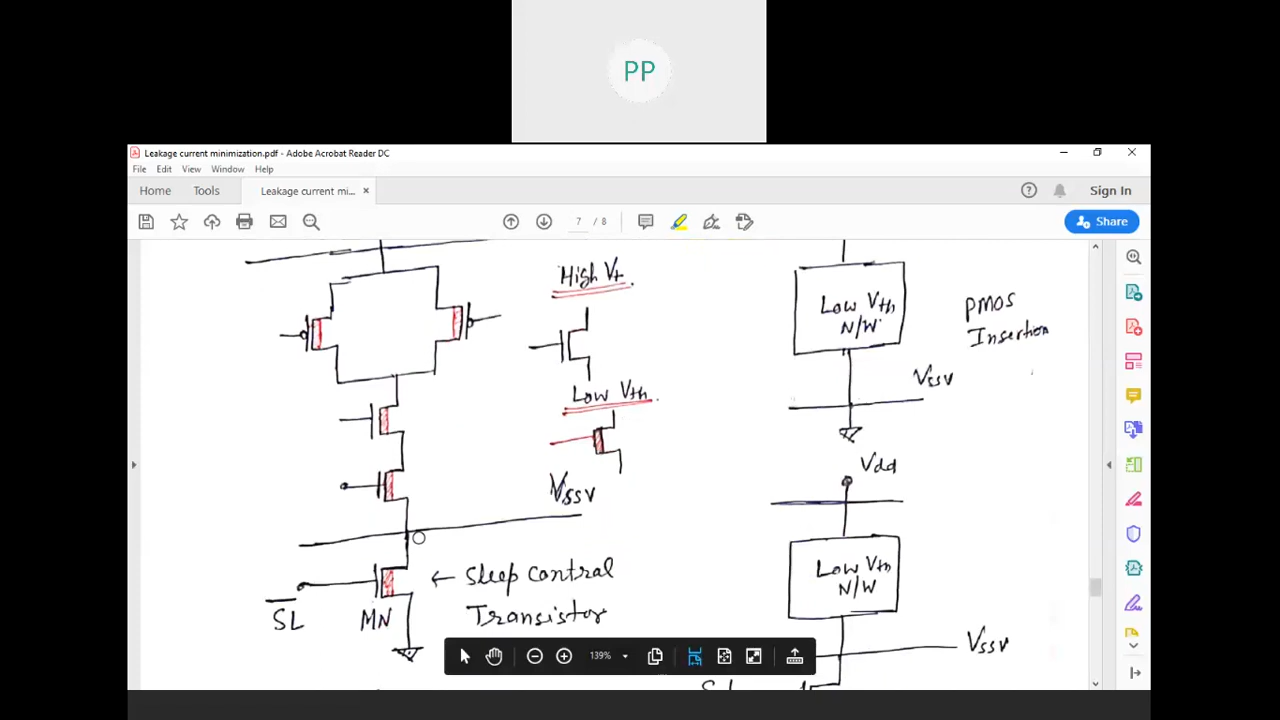 PP
Leakage current minimization.pdf - Adobe Acrobat Reader DC
File Edit View Window Help
Home Tools Leakage current mi... × Sign In
7 / 8 Share
High Vt.
Low Vth
N/W
PMOS
Insertion
Vssv
Low Vth.
Vdd
Vssv
Low Vth
N/W
← Sleep Control
Transistor
SL MN
Vssv
139%